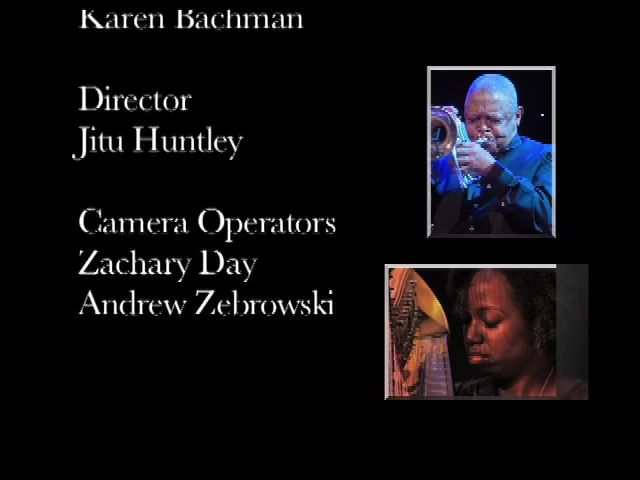 Karen Bachman
Director
Jitu Huntley
Camera Operators
Zachary Day
Andrew Zebrowski